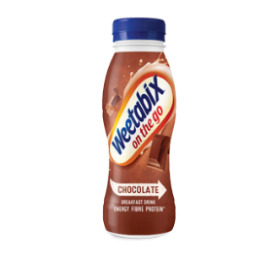 Weetabix
on the go
CHOCOLATE
BREAKFAST DRINK
ENERGY FIBRE PROTEIN